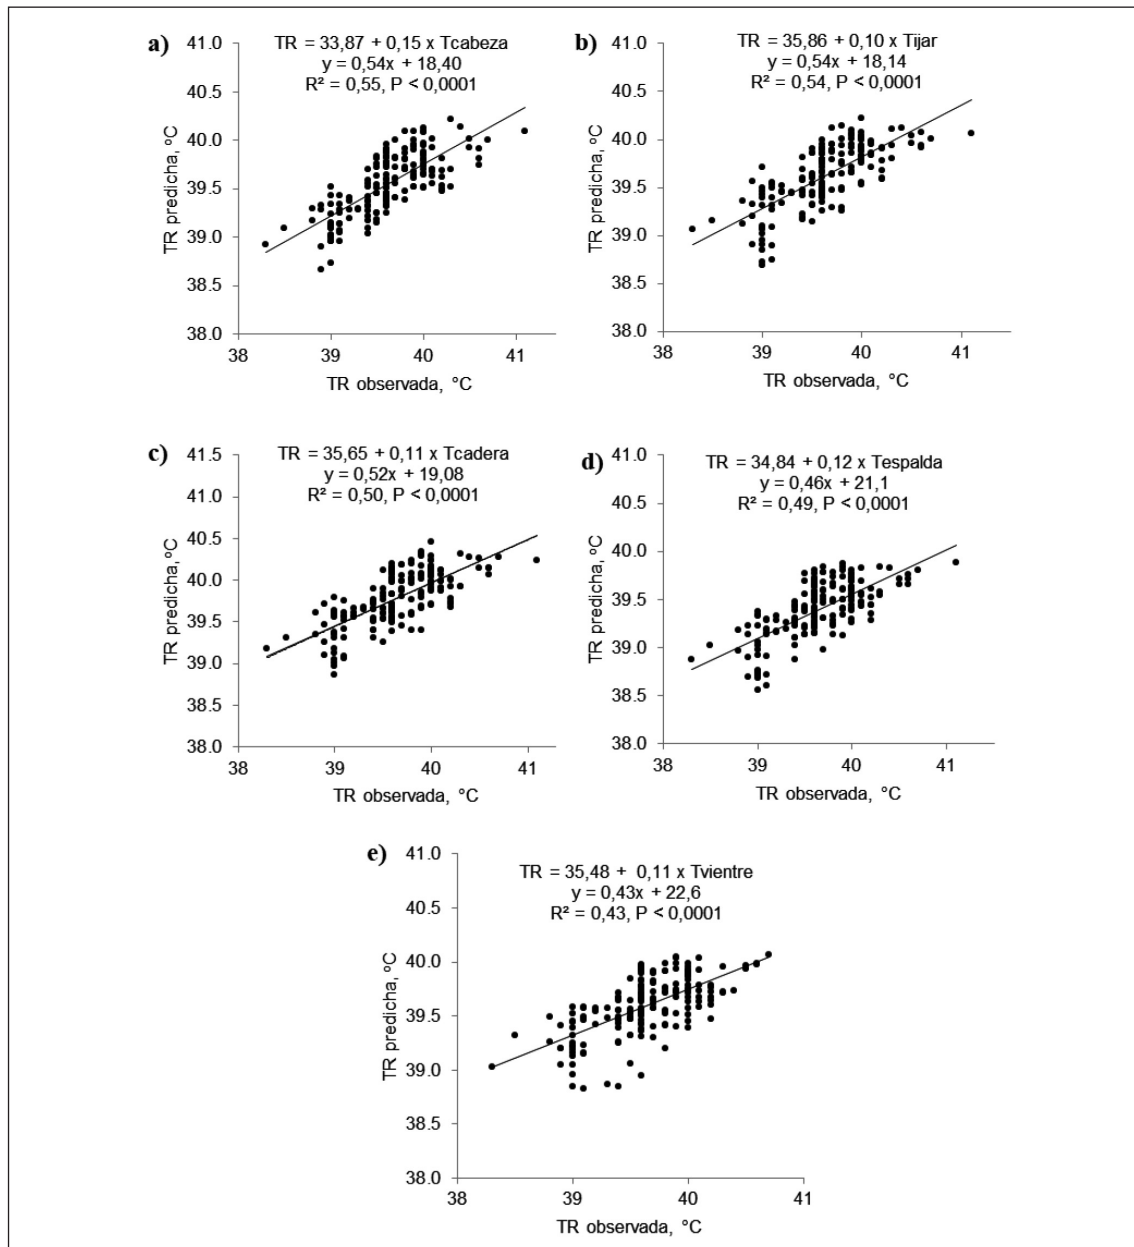 a)
TR = 33,87 + 0,15 x Tcabeza
y = 0,54x + 18,40
R² = 0,55, P < 0,0001
TR predicha, ºC
41.0
40.5
40.0
39.5
39.0
38.5
38.0
38 39 40 41
TR observada, °C
b)
TR = 35,86 + 0,10 x Tijar
y = 0,54x + 18,14
R² = 0,54, P < 0,0001
TR predicha, ºC
41.0
40.5
40.0
39.5
39.0
38.5
38.0
38 39 40 41
TR observada, °C
c)
TR = 35,65 + 0,11 x Tcadera
y = 0,52x + 19,08
R² = 0,50, P < 0,0001
TR predicha, ºC
41.5
41.0
40.5
40.0
39.5
39.0
38.5
38.0
38 39 40 41
TR observada, °C
d)
TR = 34,84 + 0,12 x Tespalda
y = 0,46x + 21,1
R² = 0,49, P < 0,0001
TR predicha, ºC
41.0
40.5
40.0
39.5
39.0
38.5
38.0
38 39 40 41
TR observada, °C
e)
TR = 35,48 + 0,11 x Tvientre
y = 0,43x + 22,6
R² = 0,43, P < 0,0001
TR predicha, ºC
41.0
40.5
40.0
39.5
39.0
38.5
38.0
38 39 40 41
TR observada, °C